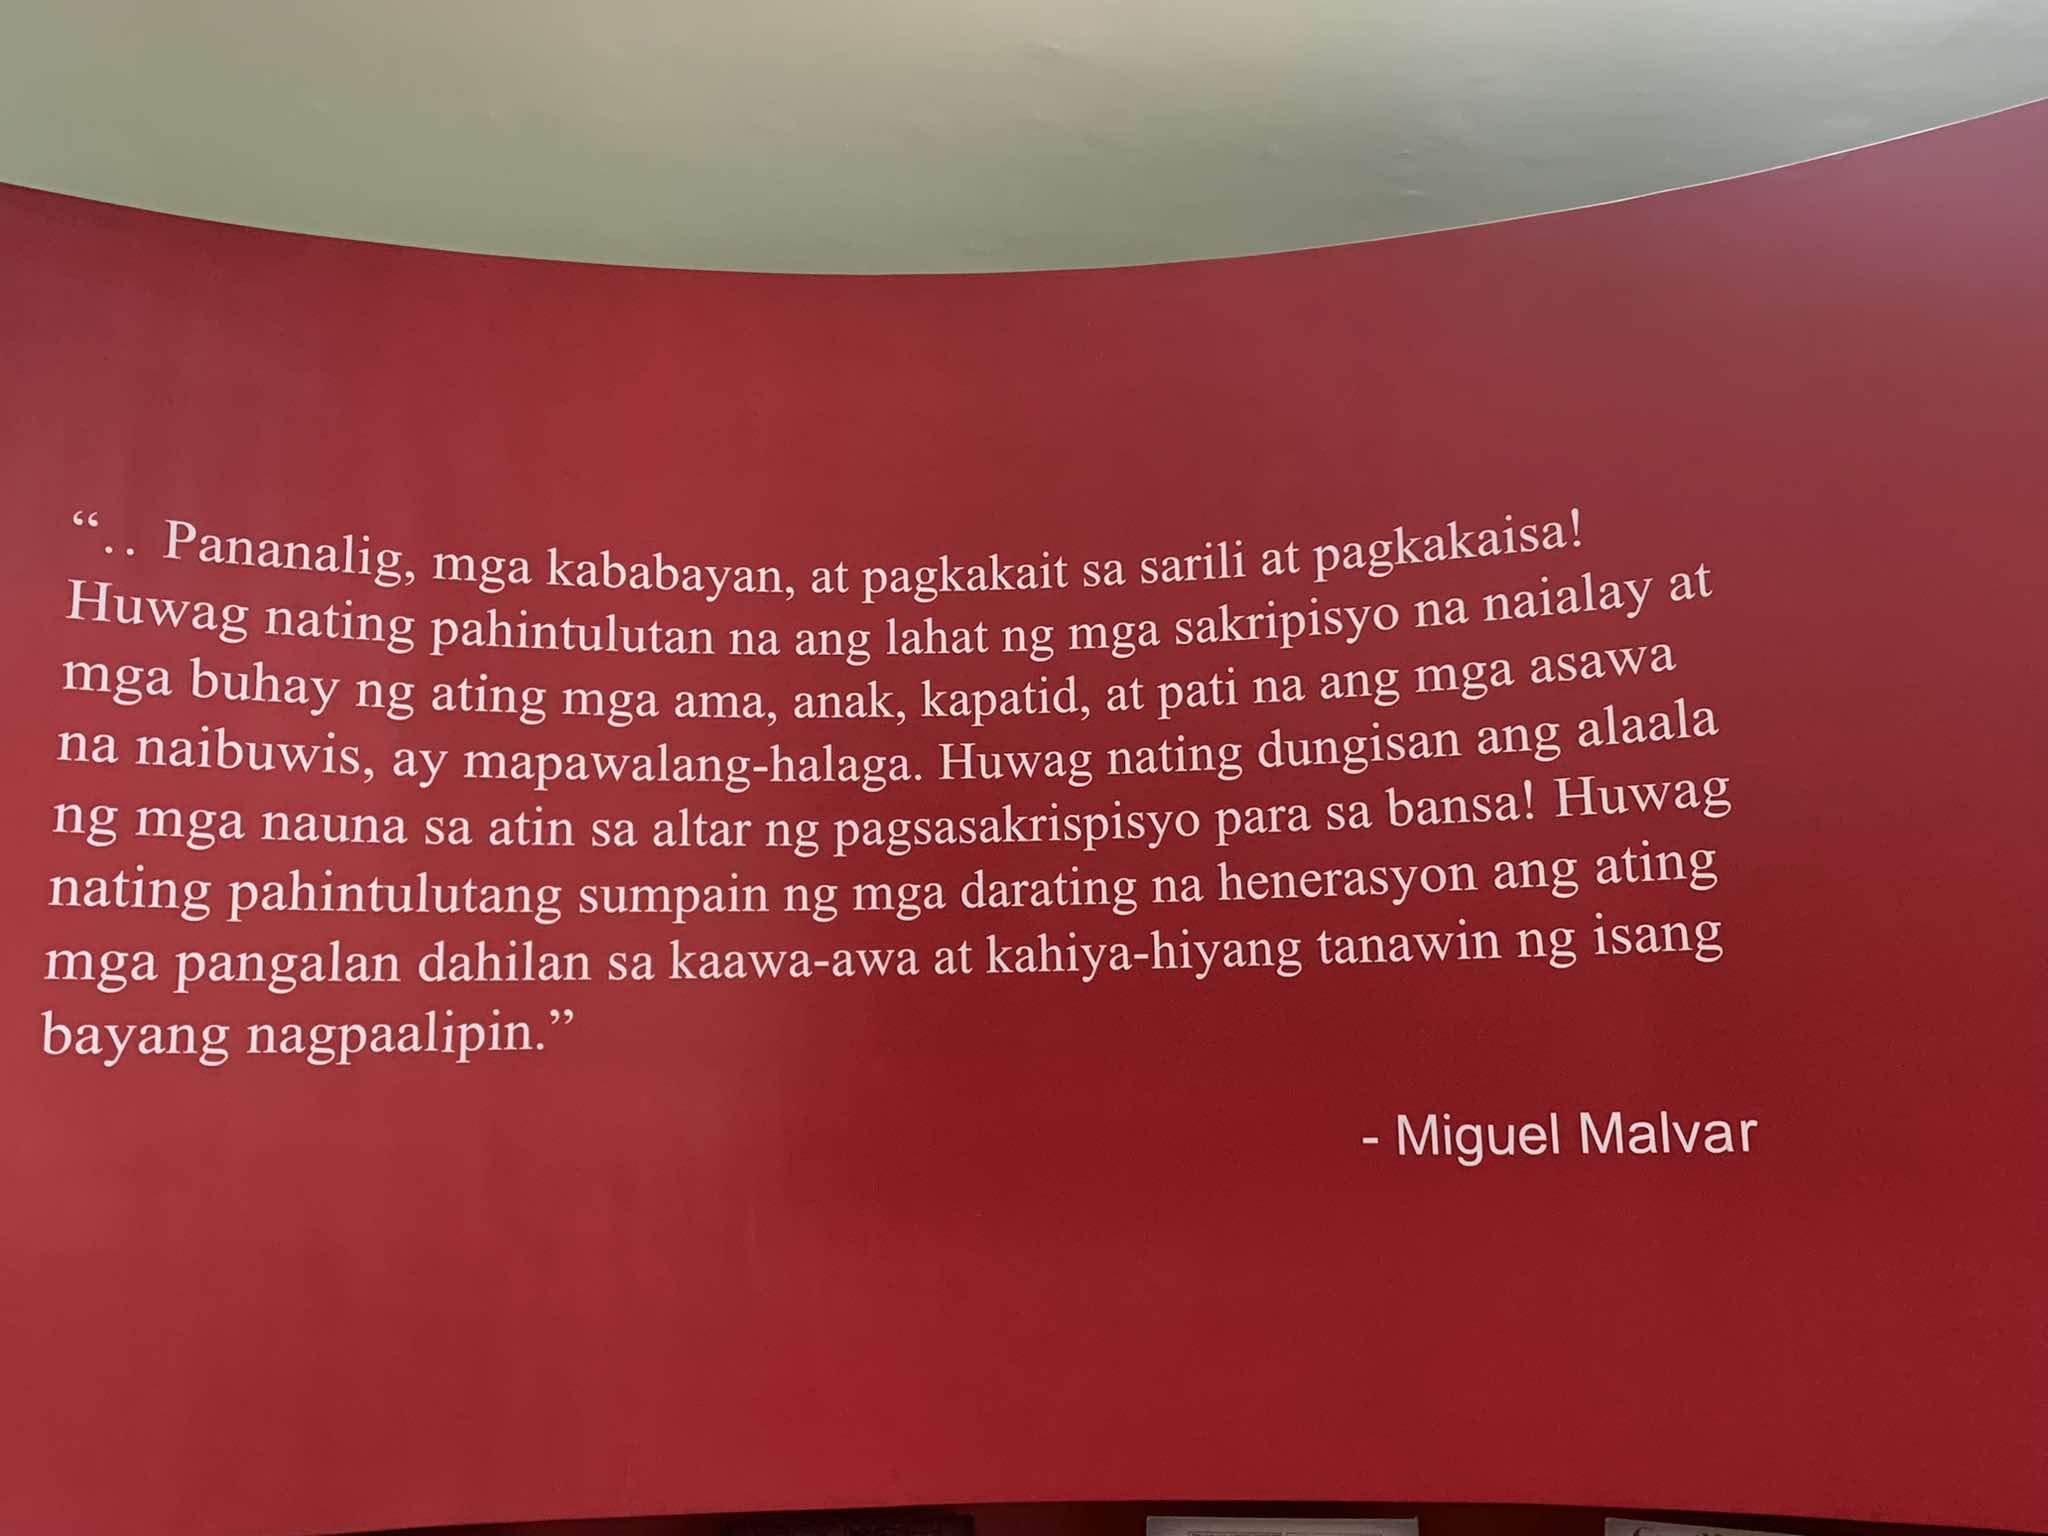 “.. Pananalig, mga kababayan, at pagkakait sa sarili at pagkakaisa!
Huwag nating pahintulutan na ang lahat ng mga sakripisyo na naialay at
mga buhay ng ating mga ama, anak, kapatid, at pati na ang mga asawa
na naibuwis, ay mapawalang-halaga. Huwag nating dungisan ang alaala
ng mga nauna sa atin sa altar ng pagsasakrispisyo para sa bansa! Huwag
nating pahintulutang sumpain ng mga darating na henerasyon ang ating
mga pangalan dahilan sa kaawa-awa at kahiya-hiyang tanawin ng isang
bayang nagpaalipin.”
- Miguel Malvar